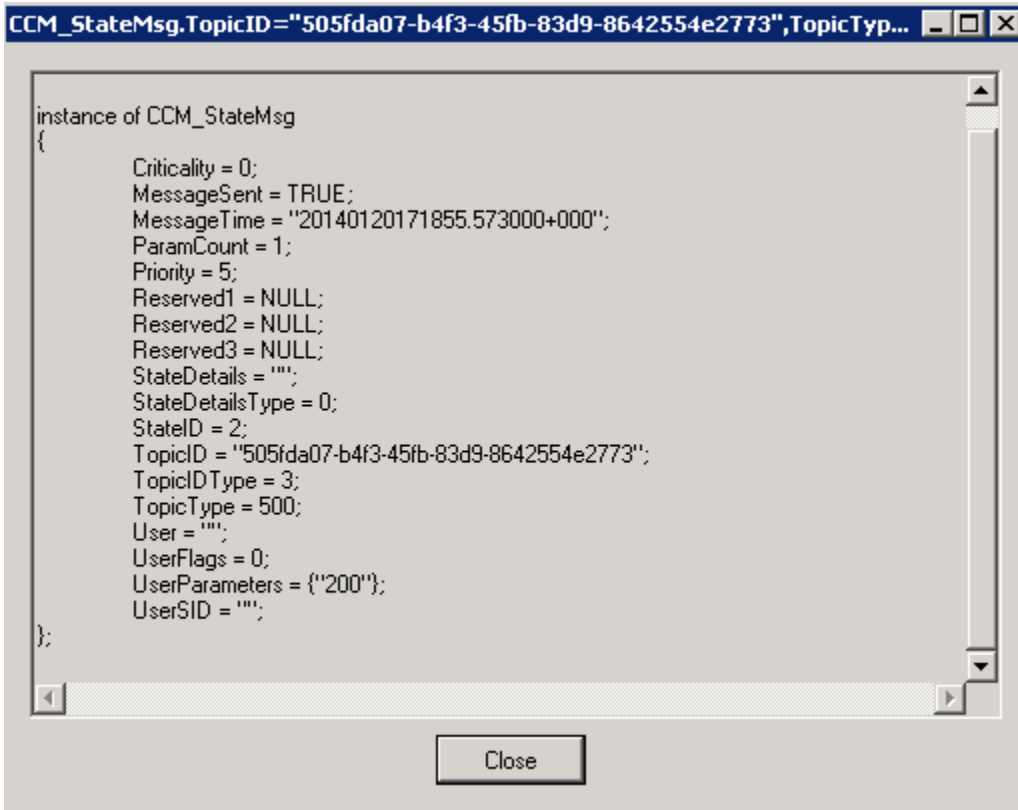 CCM_StateMsg.TopicID="505fda07-b4f3-45fb-83d9-8642554e2773",TopicTyp...
instance of CCM_StateMsg
{
Criticality = 0;
MessageSent = TRUE;
MessageTime = "20140120171855.573000+000";
ParamCount = 1;
Priority = 5;
Reserved1 = NULL;
Reserved2 = NULL;
Reserved3 = NULL;
StateDetails = "";
StateDetailsType = 0;
StateID = 2;
TopicID = "505fda07-b4f3-45fb-83d9-8642554e2773";
TopicIDType = 3;
TopicType = 500;
User = "";
UserFlags = 0;
UserParameters = {"200"};
UserSID = "";
};
Close